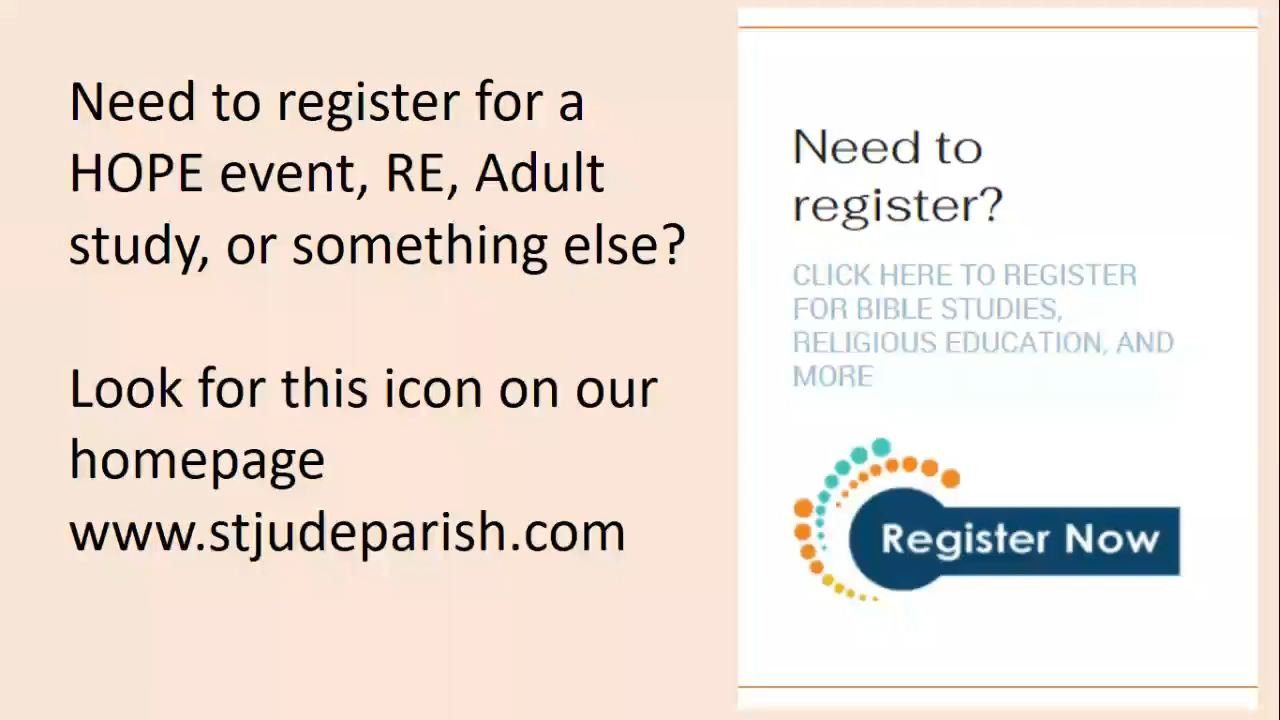 Need to register for a
HOPE event, RE, Adult
study, or something else?
Look for this icon on our
homepage
www.stjudeparish.com
Need to
register?
CLICK HERE TO REGISTER
FOR BIBLE STUDIES,
RELIGIOUS EDUCATION, AND
MORE
Register Now